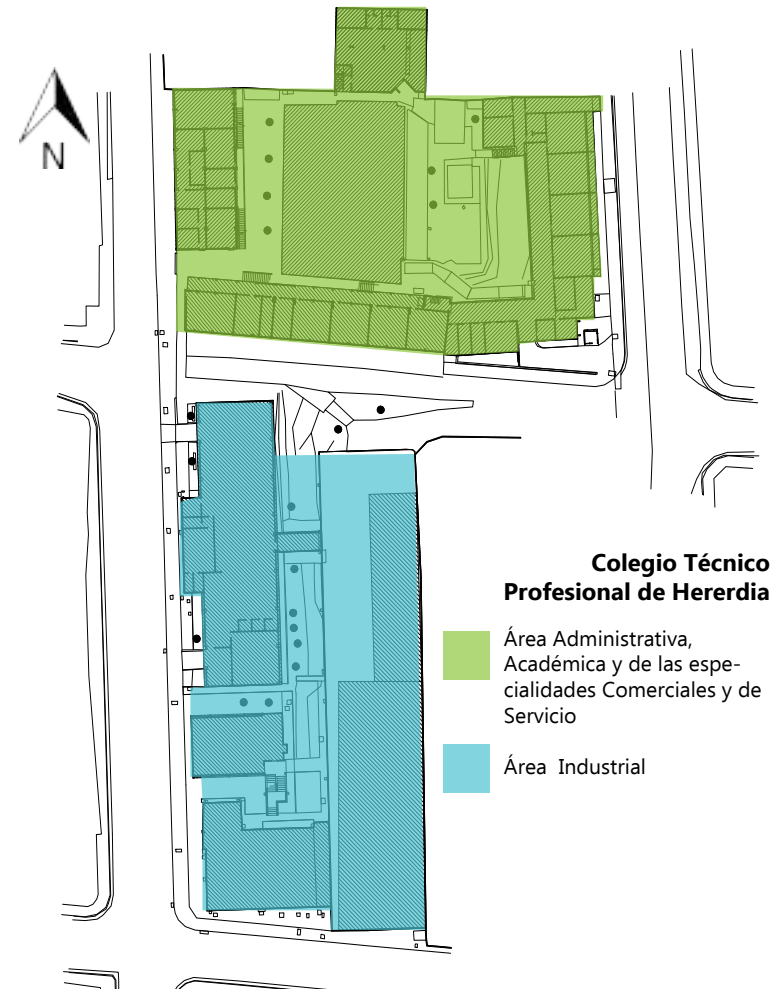 N
Colegio Técnico
Profesional de Hererdia
Área Administrativa,
Académica y de las espe-
cialidades Comerciales y de
Servicio
Área Industrial